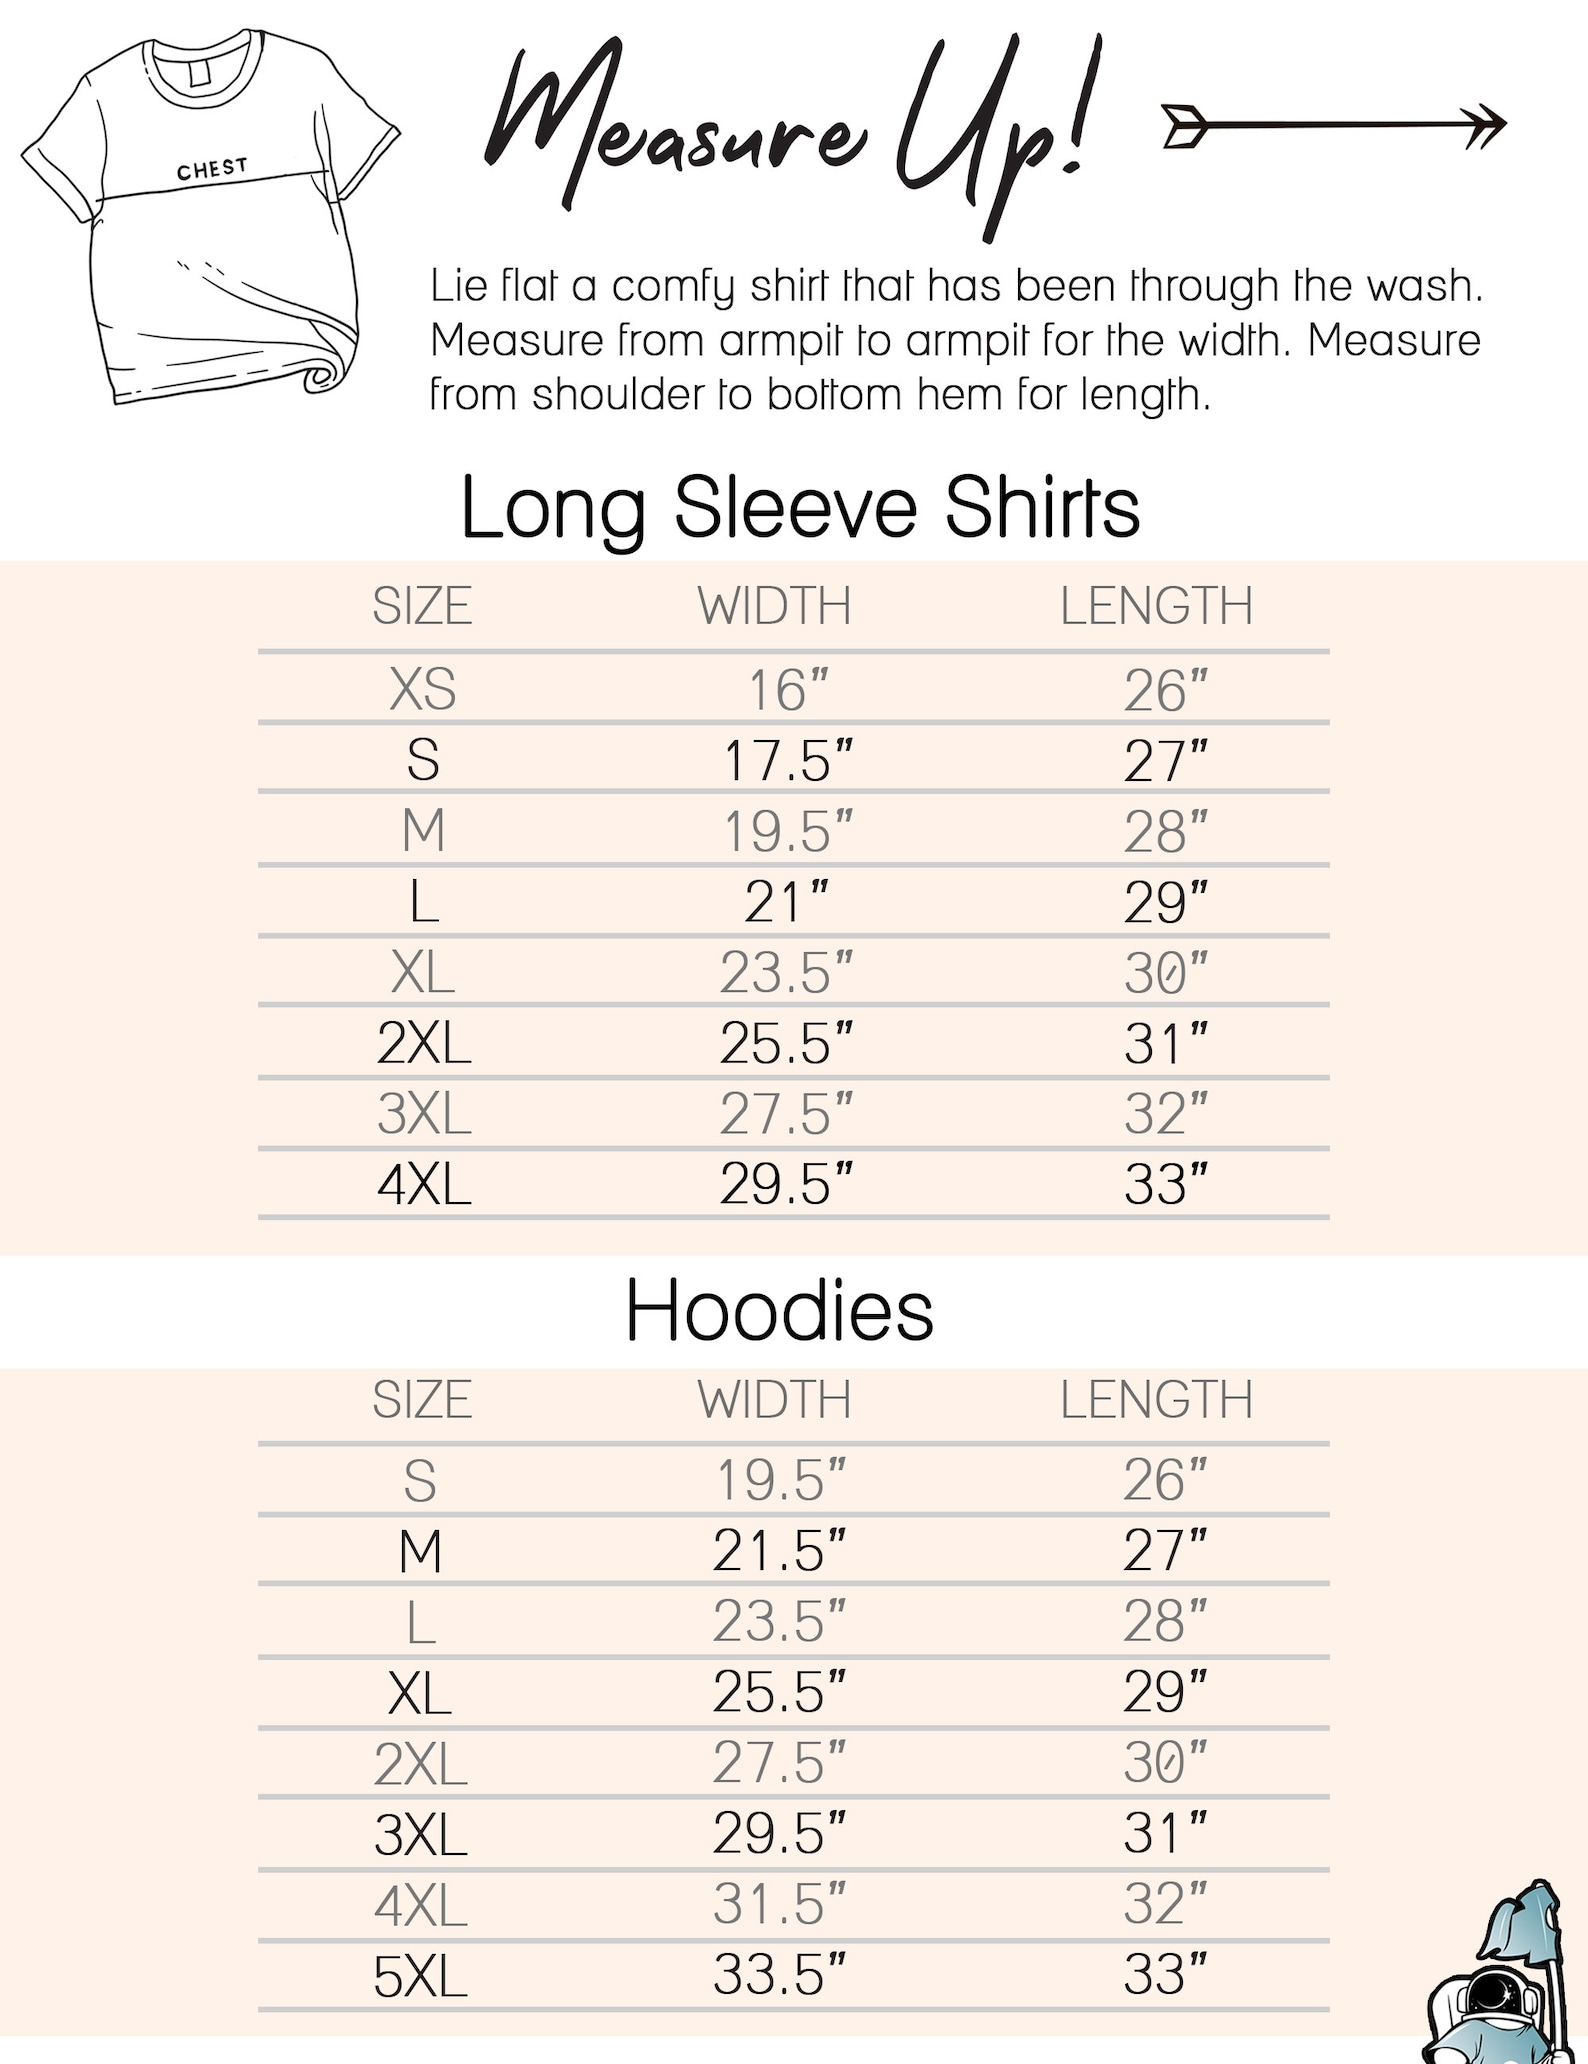 CHEST
Measure Up!
Lie flat a comfy shirt that has been through the wash.
Measure from armpit to armpit for the width. Measure
from shoulder to bottom hem for length.
Long Sleeve Shirts
SIZE WIDTH LENGTH
XS 16" 26"
S 17.5" 27"
M 19.5" 28"
L 21" 29"
XL 23.5" 30"
2XL 25.5" 31"
3XL 27.5" 32"
4XL 29.5" 33"
Hoodies
SIZE WIDTH LENGTH
S 19.5" 26"
M 21.5" 27"
L 23.5" 28"
XL 25.5" 29"
2XL 27.5" 30"
3XL 29.5" 31"
4XL 31.5" 32"
5XL 33.5" 33"